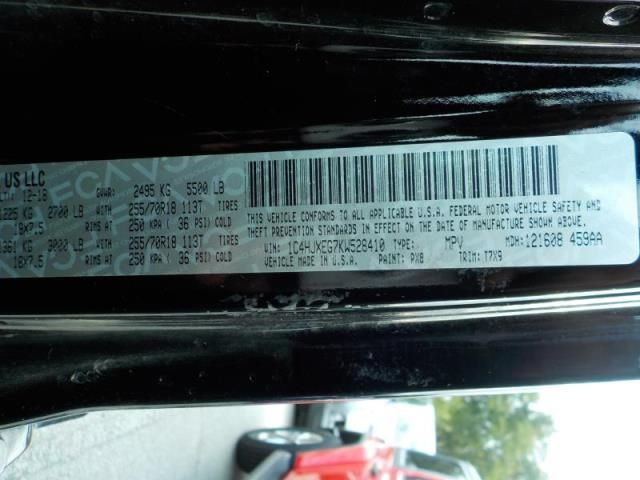 US LLC
12-18 GVWR: 2495 KG 5500 LB
1225 KG 2700 LB WITH 255/70R18 113T TIRES
18X7.5 RIMS AT 250 KPA ( 36 PSI) COLD
1361 KG 3000 LB WITH 255/70R18 113T TIRES
18X7.5 RIMS AT 250 KPA ( 36 PSI) COLD
THIS VEHICLE CONFORMS TO ALL APPLICABLE U.S.A. FEDERAL MOTOR VEHICLE SAFETY, BUMPER, AND
THEFT PREVENTION STANDARDS IN EFFECT ON THE DATE OF MANUFACTURE SHOWN ABOVE.
VIN: 1C4HJXEG7KW528410 TYPE: MPV MDH: 121608 459AA
VEHICLE MADE IN U.S.A. PAINT: PX8 TRIM: T7X9